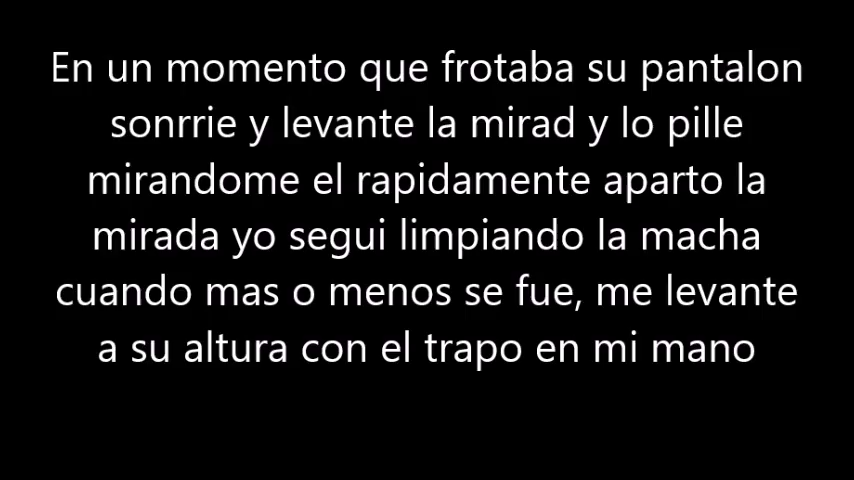 En un momento que frotaba su pantalon
sonrrie y levante la mirad y lo pille
mirandome el rapidamente aparto la
mirada yo segui limpiando la macha
cuando mas o menos se fue, me levante
a su altura con el trapo en mi mano